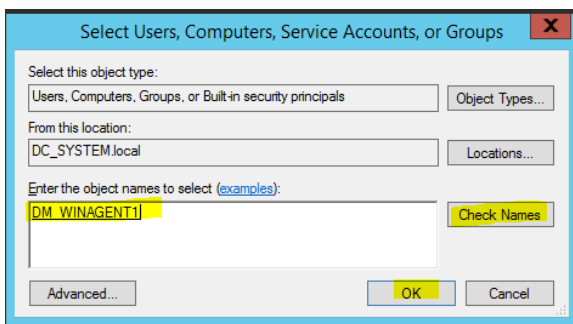 Select Users, Computers, Service Accounts, or Groups
X
Select this object type:
Users, Computers, Groups, or Built-in security principals
Object Types...
From this location:
DC_SYSTEM.local
Locations...
Enter the object names to select (examples):
DM_WINAGENT1
Check Names
Advanced...
OK
Cancel